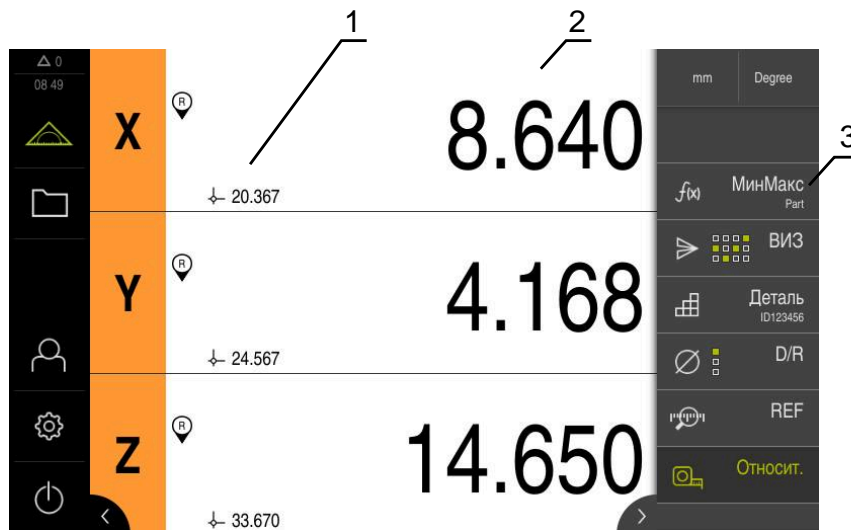 1
2
3
0
08 49
X
R
8.640
20.367
Y
R
4.168
24.567
Z
R
14.650
33.670
mm
Degree
f(x)
МинМакс
Part
ВИЗ
Деталь
ID123456
D/R
REF
Относит.